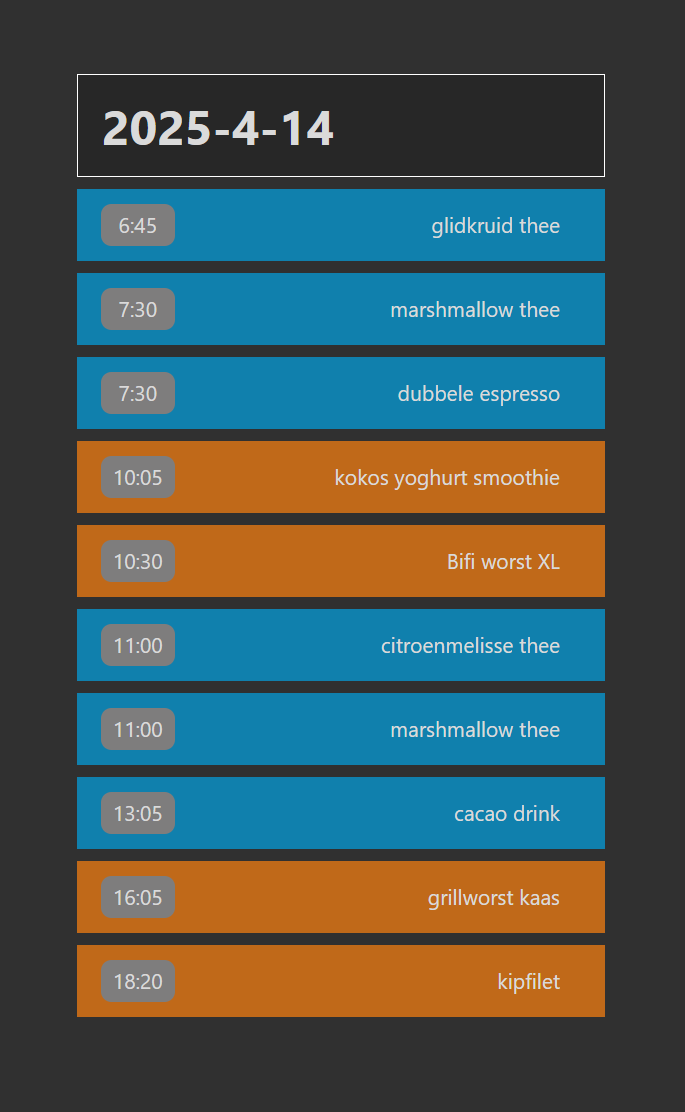 2025-4-14
6:45 glidkruid thee
7:30 marshmallow thee
7:30 dubbele espresso
10:05 kokos yoghurt smoothie
10:30 Bifi worst XL
11:00 citroenmelisse thee
11:00 marshmallow thee
13:05 cacao drink
16:05 grillworst kaas
18:20 kipfilet